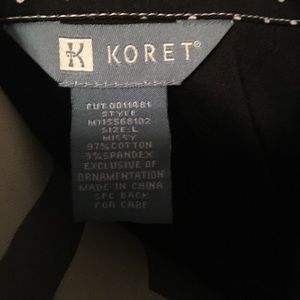 K KORET®
CUT 0011481
STYLE
M115568102
SIZE:L
MISSY
97%COTTON
3%SPANDEX
EXCLUSIVE OF
ORNAMENTATION
MADE IN CHINA
SEE BACK
FOR CARE